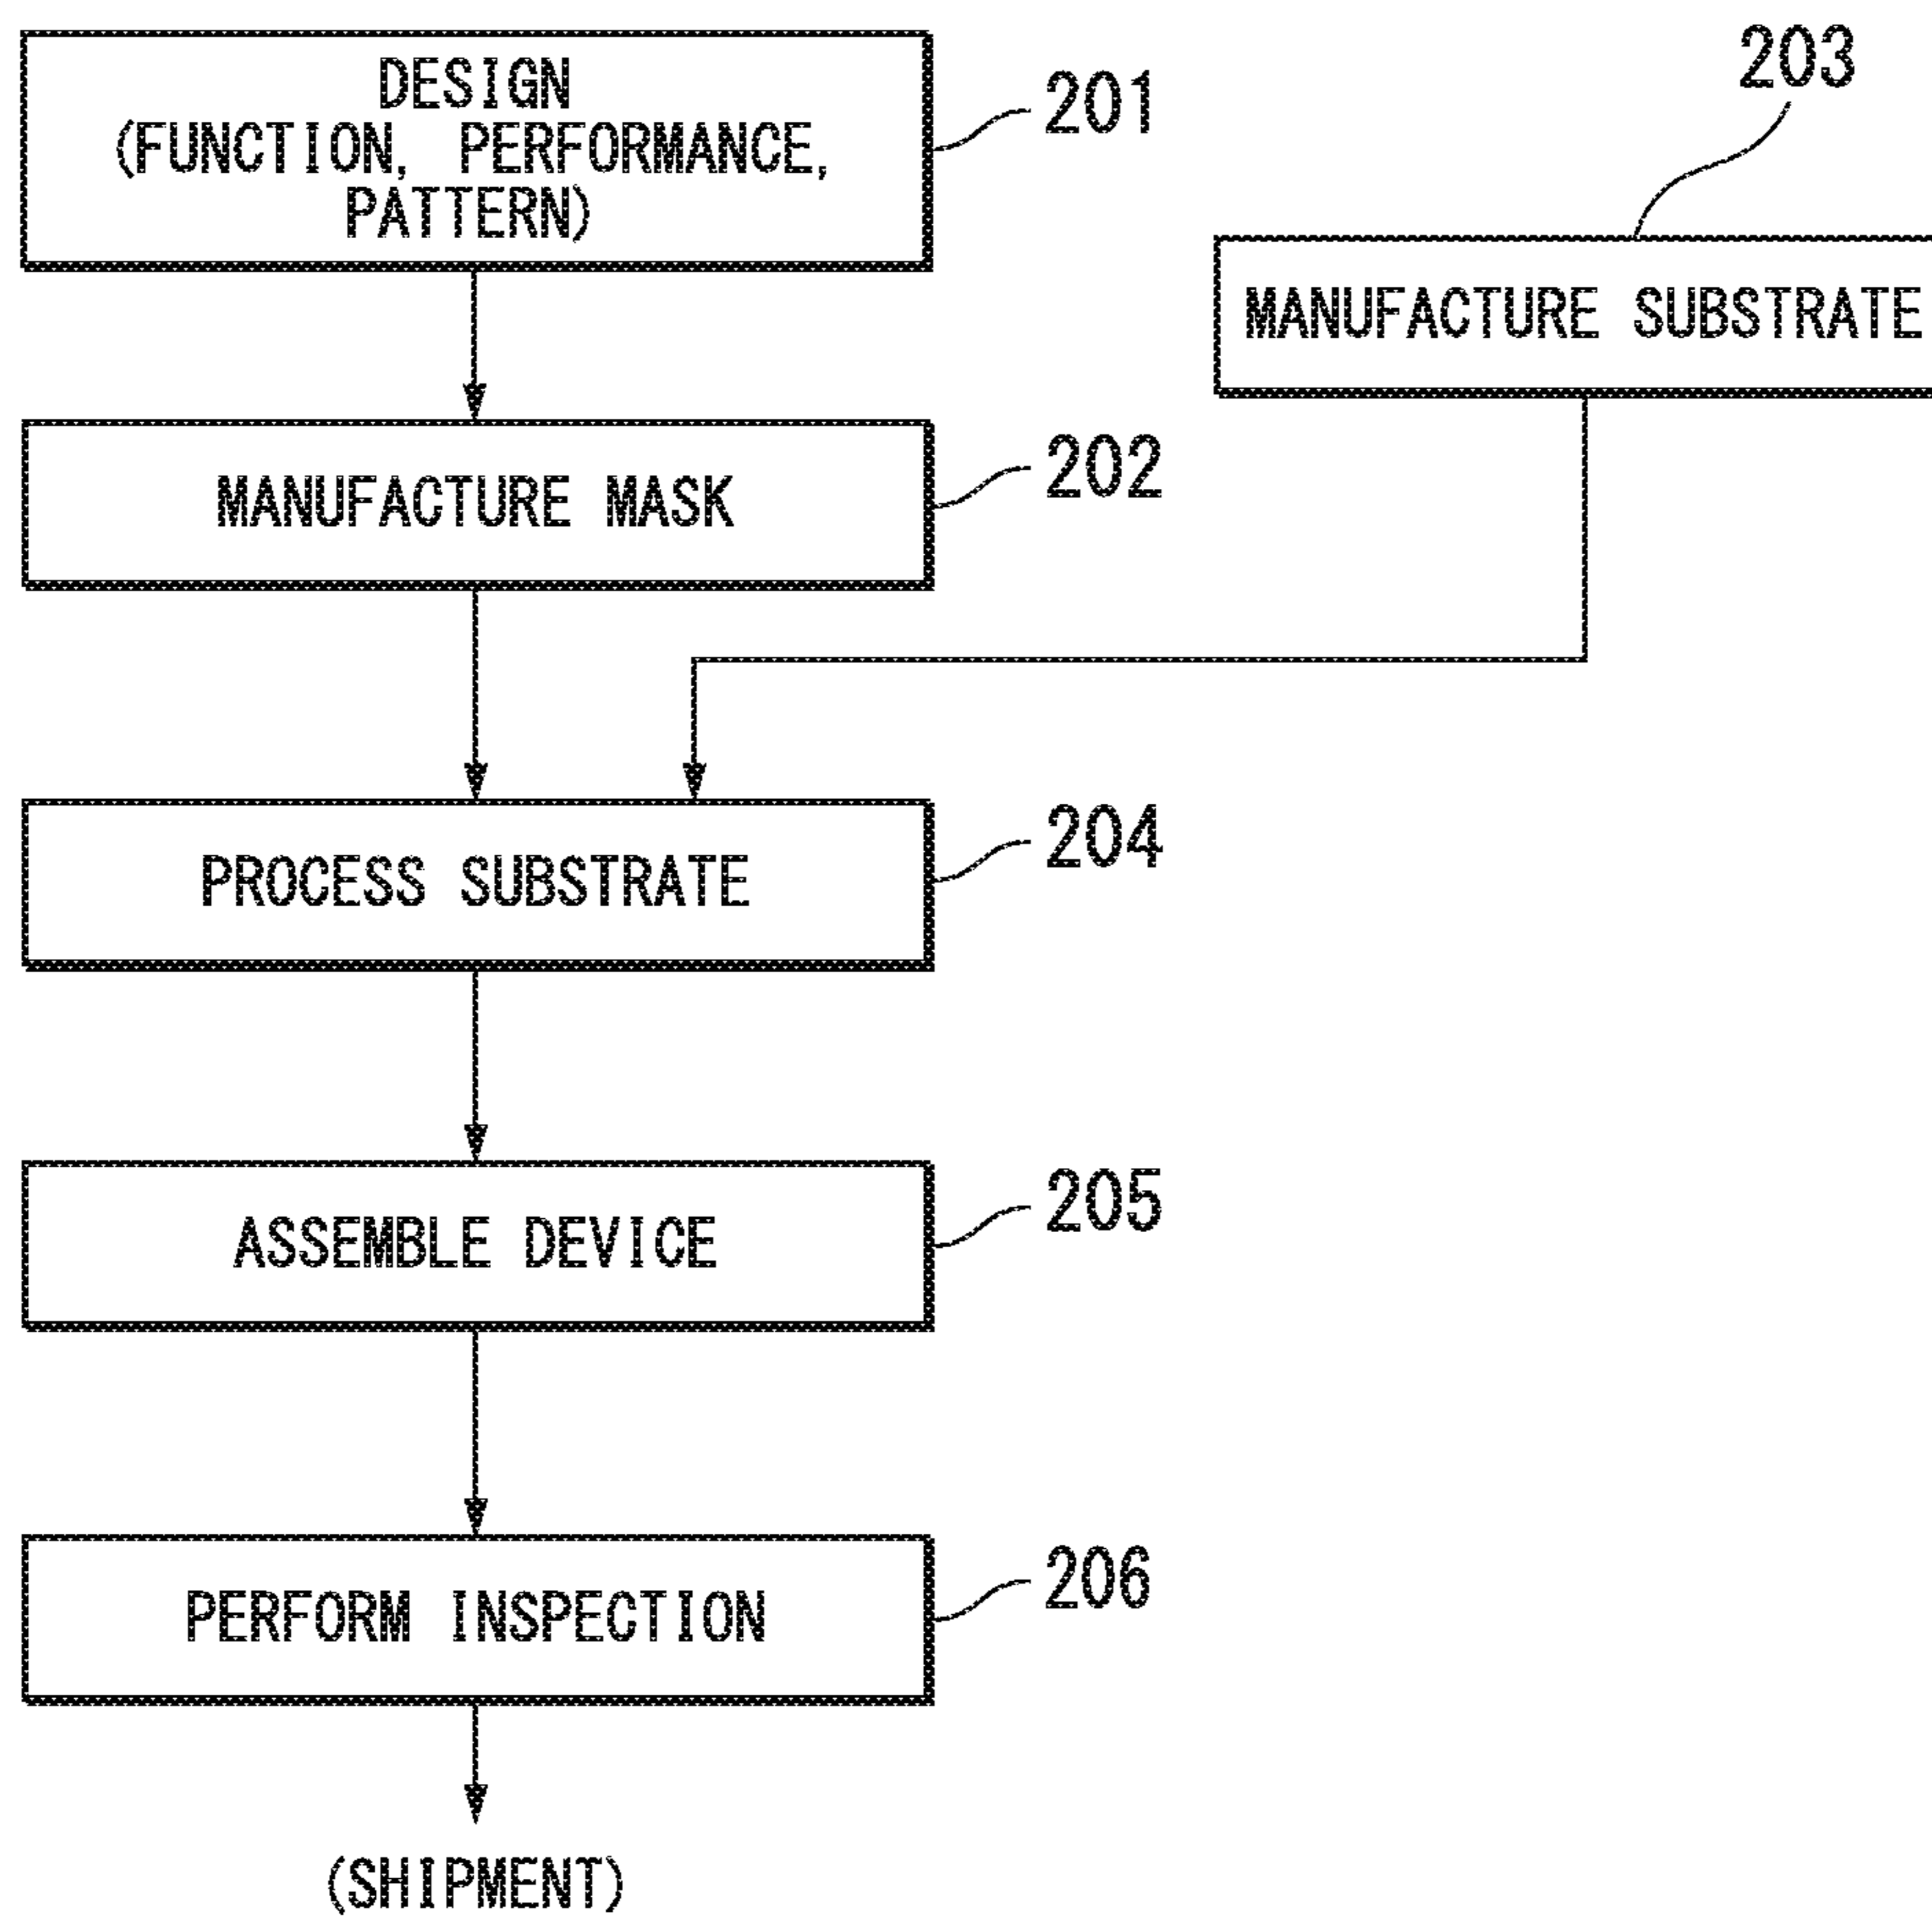 DESIGN
(FUNCTION, PERFORMANCE,
PATTERN)
201
203
MANUFACTURE SUBSTRATE
MANUFACTURE MASK
202
PROCESS SUBSTRATE
204
ASSEMBLE DEVICE
205
PERFORM INSPECTION
206
(SHIPMENT)